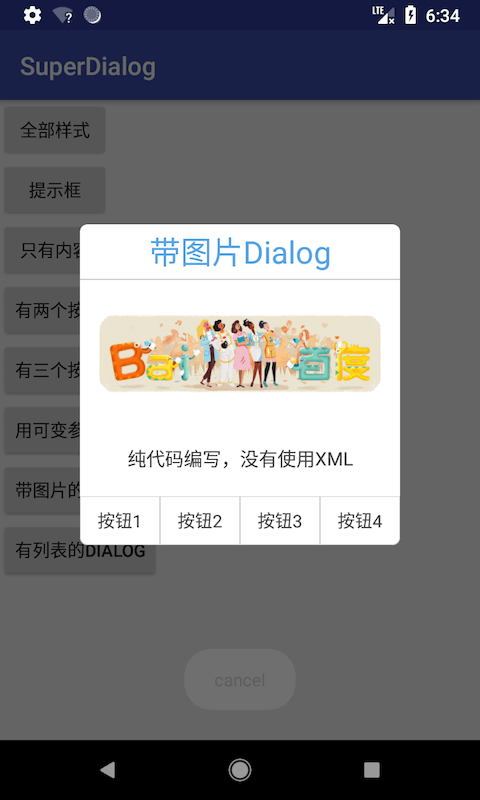 LTE
6:34
SuperDialog
全部样式
提示框
只有内容
有两个按
有三个按
用可变参
带图片的
有列表的DIALOG
带图片Dialog
Bai 百度
纯代码编写，没有使用XML
按钮1
按钮2
按钮3
按钮4
cancel